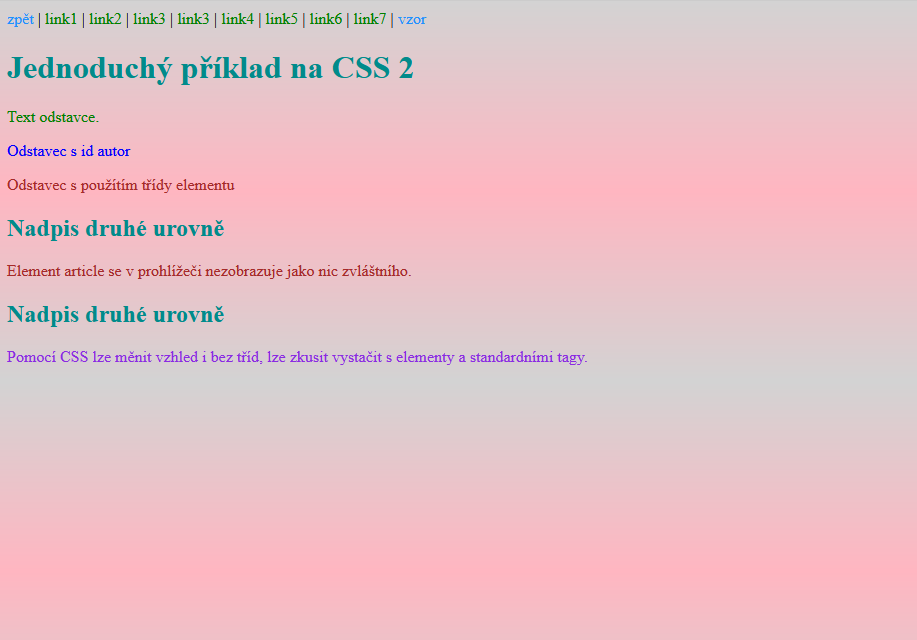 zpět | link1 | link2 | link3 | link3 | link4 | link5 | link6 | link7 | vzor
Jednoduchý příklad na CSS 2
Text odstavce.
Odstavec s id autor
Odstavec s použítím třídy elementu
Nadpis druhé urovně
Element article se v prohlížeči nezobrazuje jako nic zvláštního.
Nadpis druhé urovně
Pomocí CSS lze měnit vzhled i bez tříd, lze zkusit vystačit s elementy a standardními tagy.